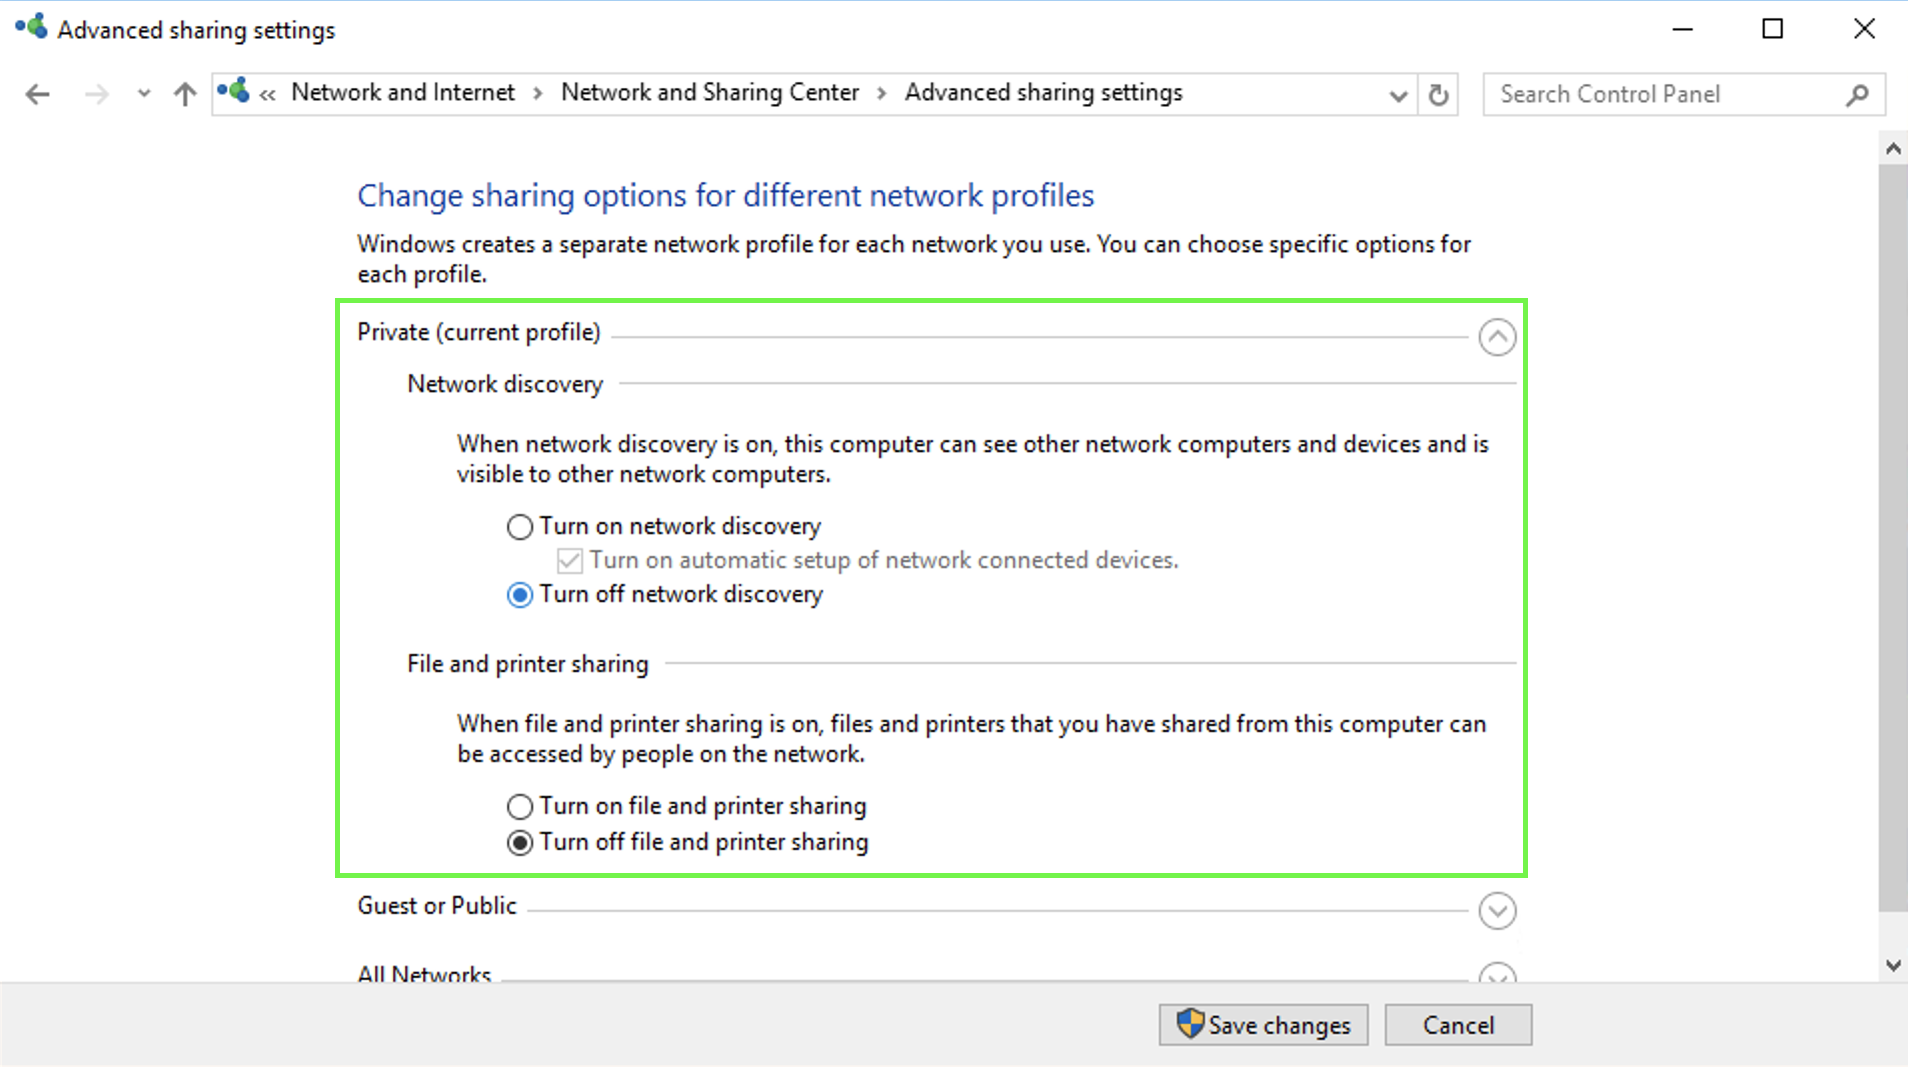 Advanced sharing settings
« Network and Internet > Network and Sharing Center > Advanced sharing settings
Search Control Panel
Change sharing options for different network profiles
Windows creates a separate network profile for each network you use. You can choose specific options for
each profile.
Private (current profile)
Network discovery
When network discovery is on, this computer can see other network computers and devices and is
visible to other network computers.
Turn on network discovery
Turn on automatic setup of network connected devices.
Turn off network discovery
File and printer sharing
When file and printer sharing is on, files and printers that you have shared from this computer can
be accessed by people on the network.
Turn on file and printer sharing
Turn off file and printer sharing
Guest or Public
All Networks
Save changes
Cancel